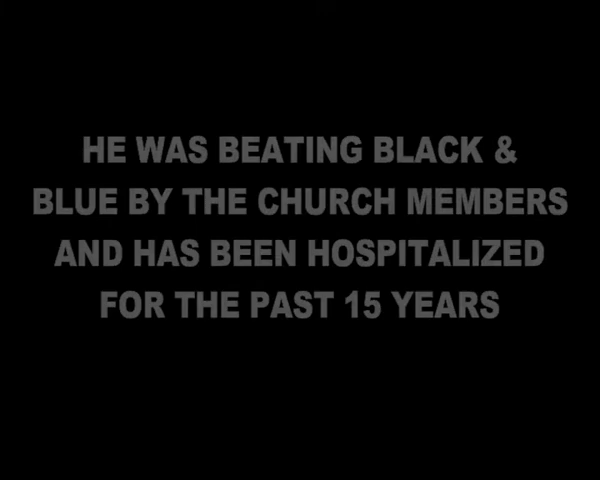 HE WAS BEATING BLACK &
BLUE BY THE CHURCH MEMBERS
AND HAS BEEN HOSPITALIZED
FOR THE PAST 15 YEARS